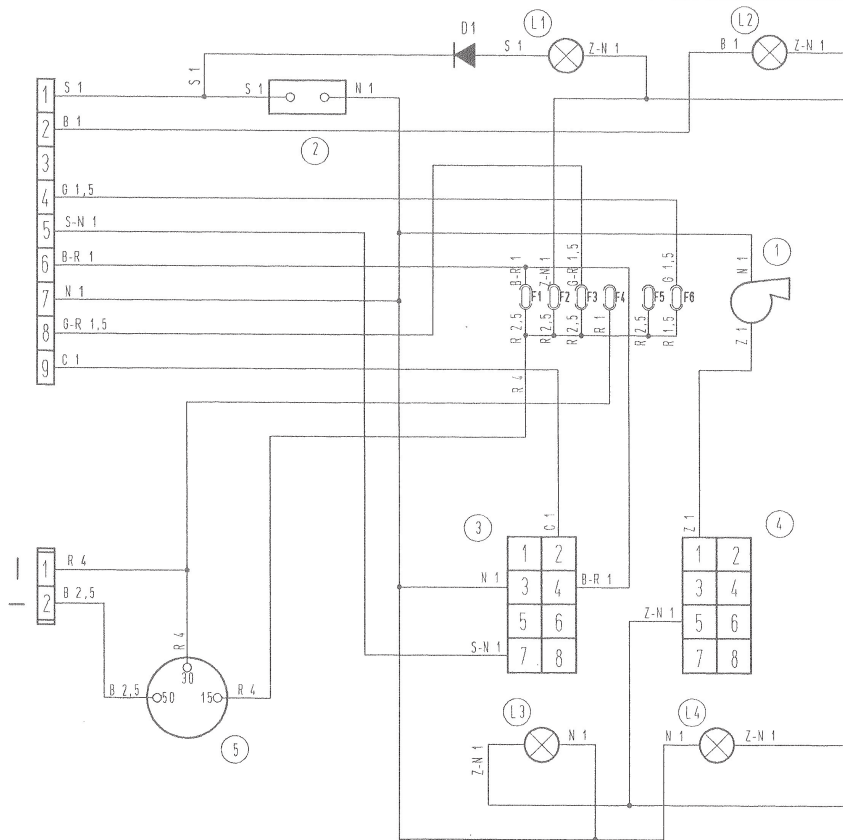 D1
L1
L2
S 1
Z-N 1
B 1
Z-N 1
S 1
1
S 1
S 1
N 1
2
B 1
2
3
4
G 1,5
5
S-N 1
6
B-R 1
7
N 1
8
G-R 1,5
9
C 1
B-R 1
Z-N 1
G-R 1,5
G 1,5
N 1
1
F1
F2
F3
F4
F5
F6
R 2,5
R 2,5
R 2,5
R 1
R 2,5
R 1,5
Z 1
R 4
3
C 1
Z 1
4
1 2
3 4
5 6
7 8
N 1
B-R 1
S-N 1
1 2
3 4
5 6
7 8
Z-N 1
1
R 4
2
B 2,5
R 4
30
B 2,5
50
15
R 4
5
L3
L4
Z-N 1
N 1
N 1
Z-N 1